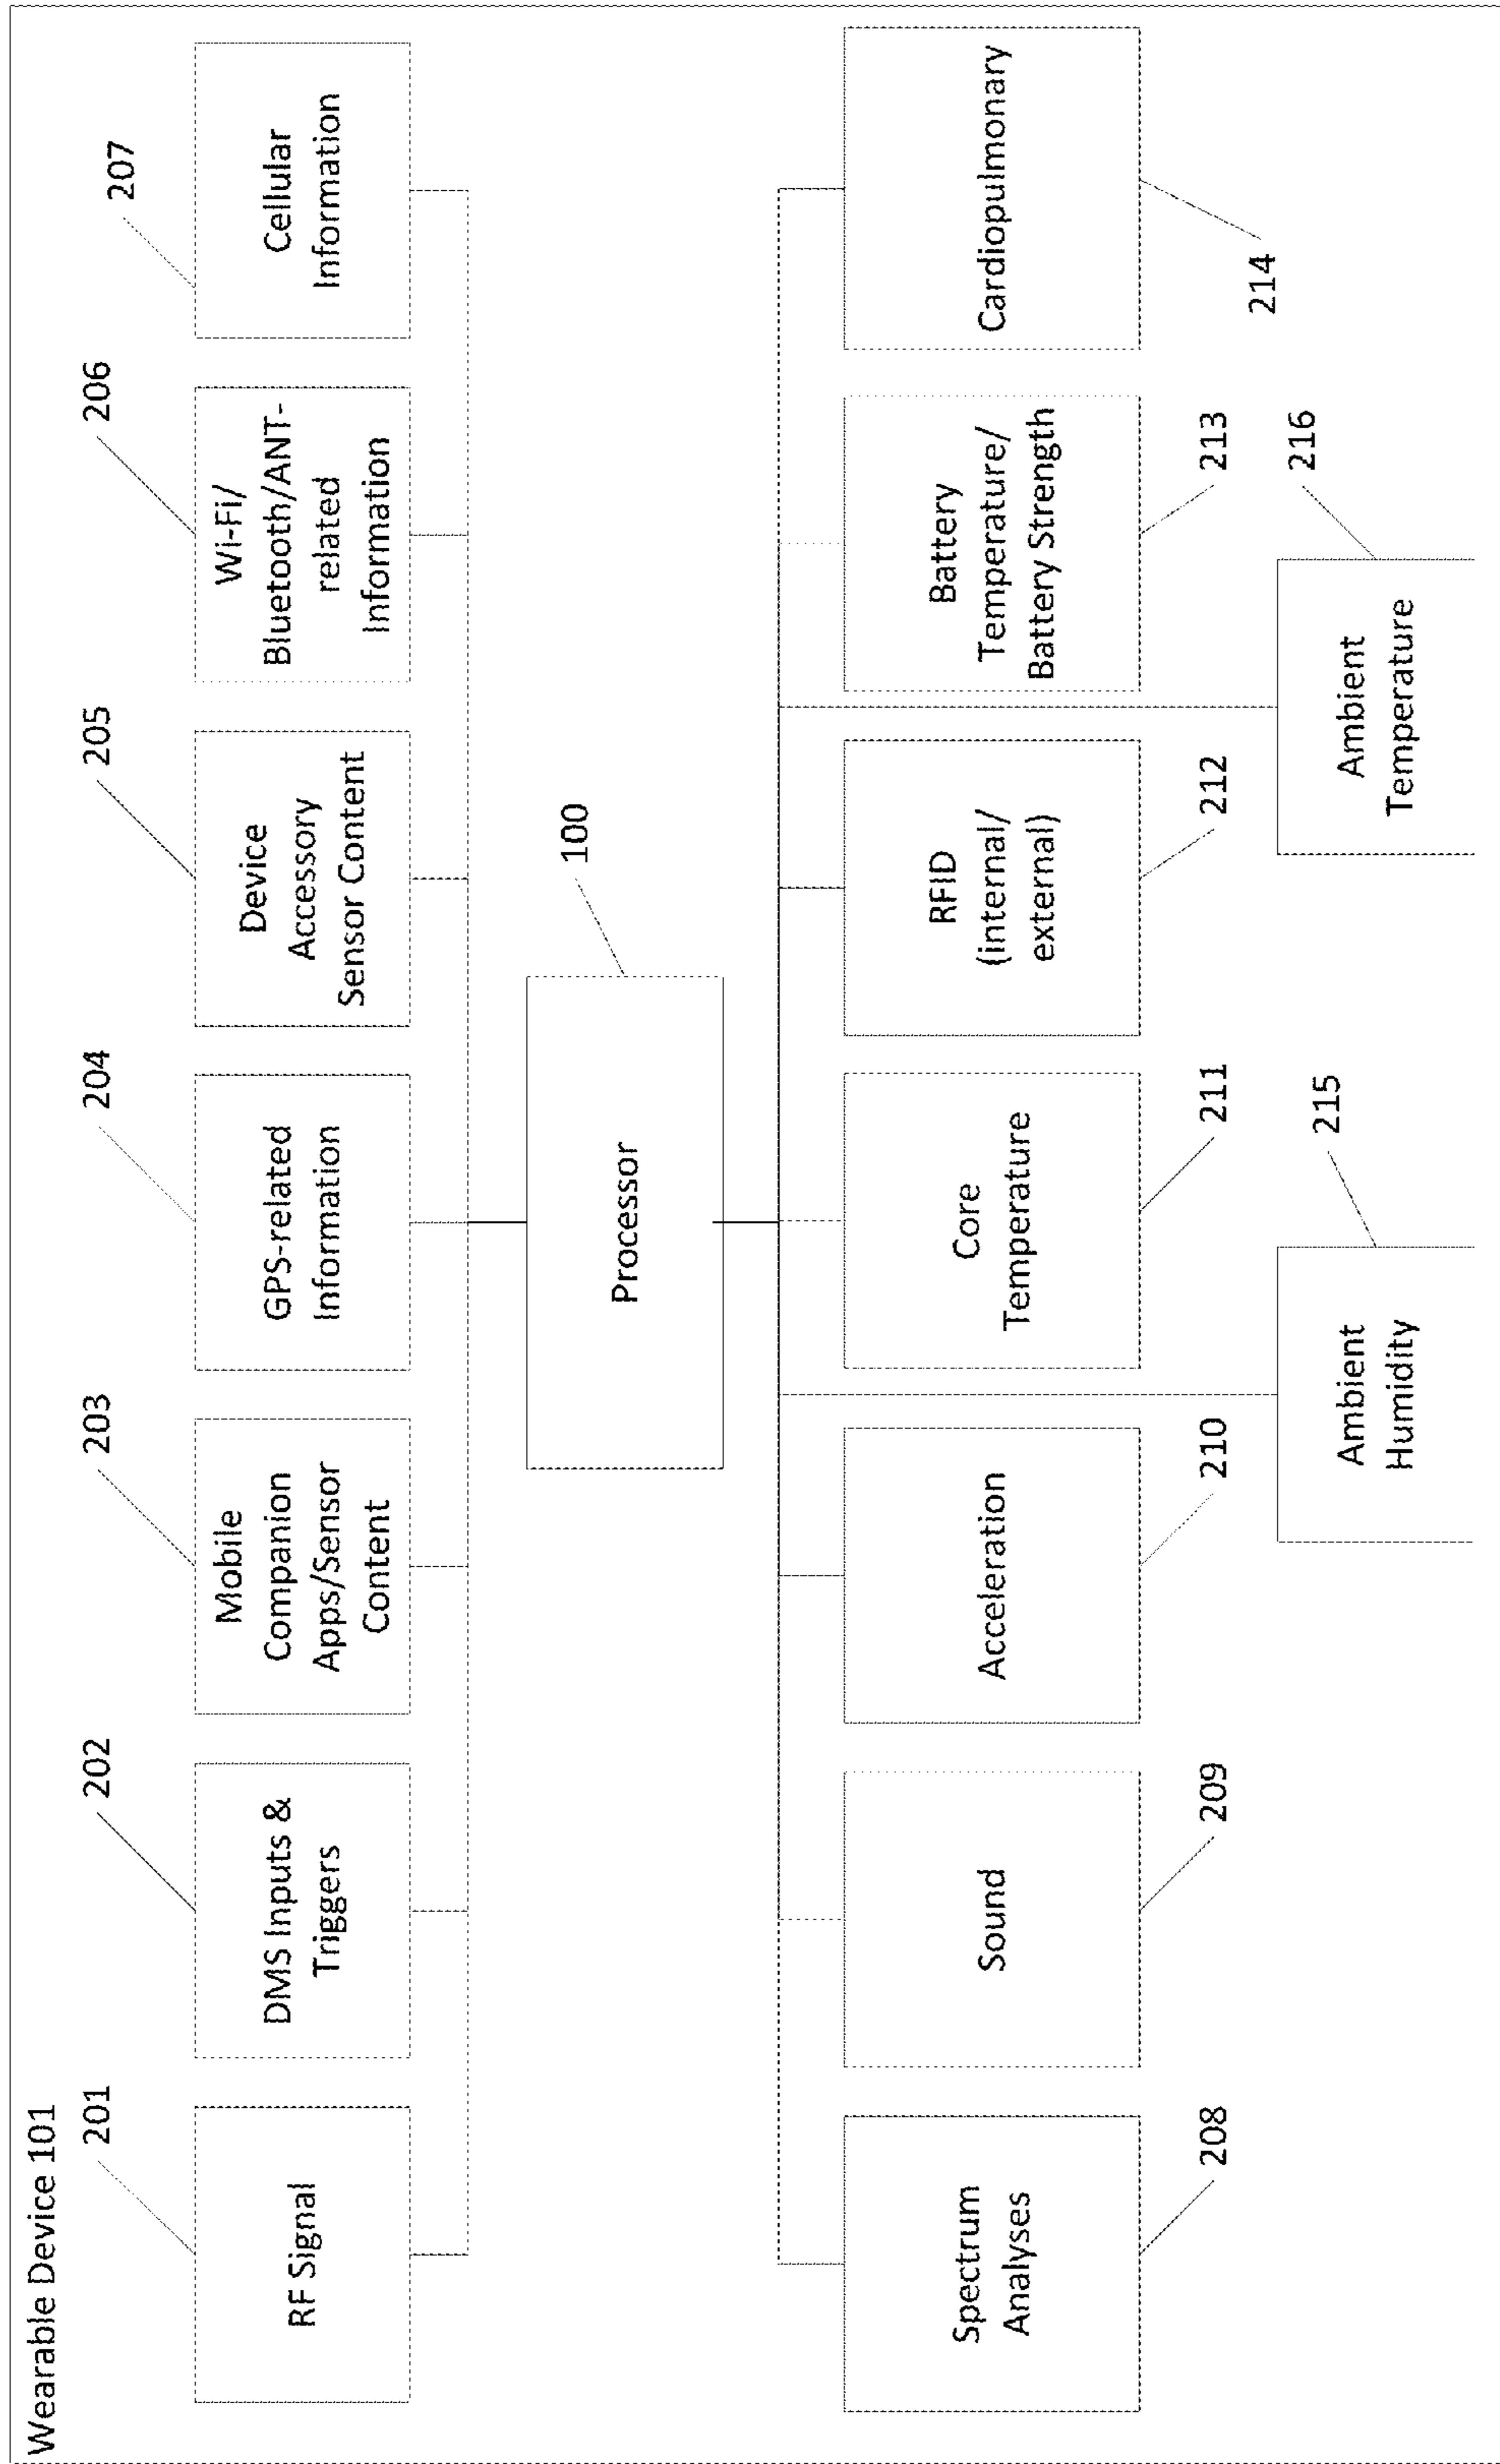 Wearable Device 101
201
202
203
204
205
206
207
RF Signal
DMS Inputs &
Triggers
Mobile
Companion
Apps/Sensor
Content
GPS-related
Information
Device
Accessory
Sensor Content
Wi-Fi/
Bluetooth/ANT-
related
Information
Cellular
Information
Processor
100
Spectrum
Analyses
Sound
Acceleration
Core
Temperature
RFID
(internal/
external)
Battery
Temperature/
Battery Strength
Cardiopulmonary
208
209
210
211
212
213
214
215
216
Ambient
Humidity
Ambient
Temperature